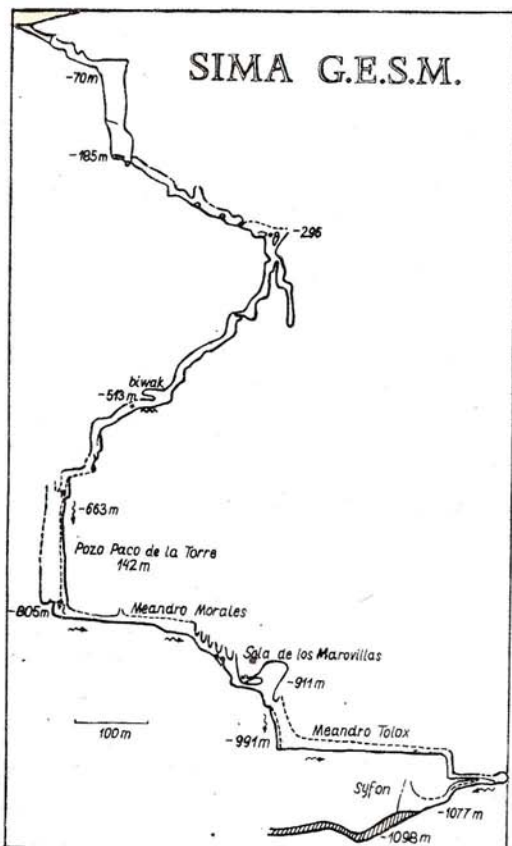 SIMA G.E.S.M.
-70m
-185m
-296
biwak
-513m
-663m
Pozo Paco de la Torre
142m
-805m
Meandro Morales
Sala de los Marovillas
-911m
100m
-991m
Meandro Tolox
Syfon
-1077m
-1098m